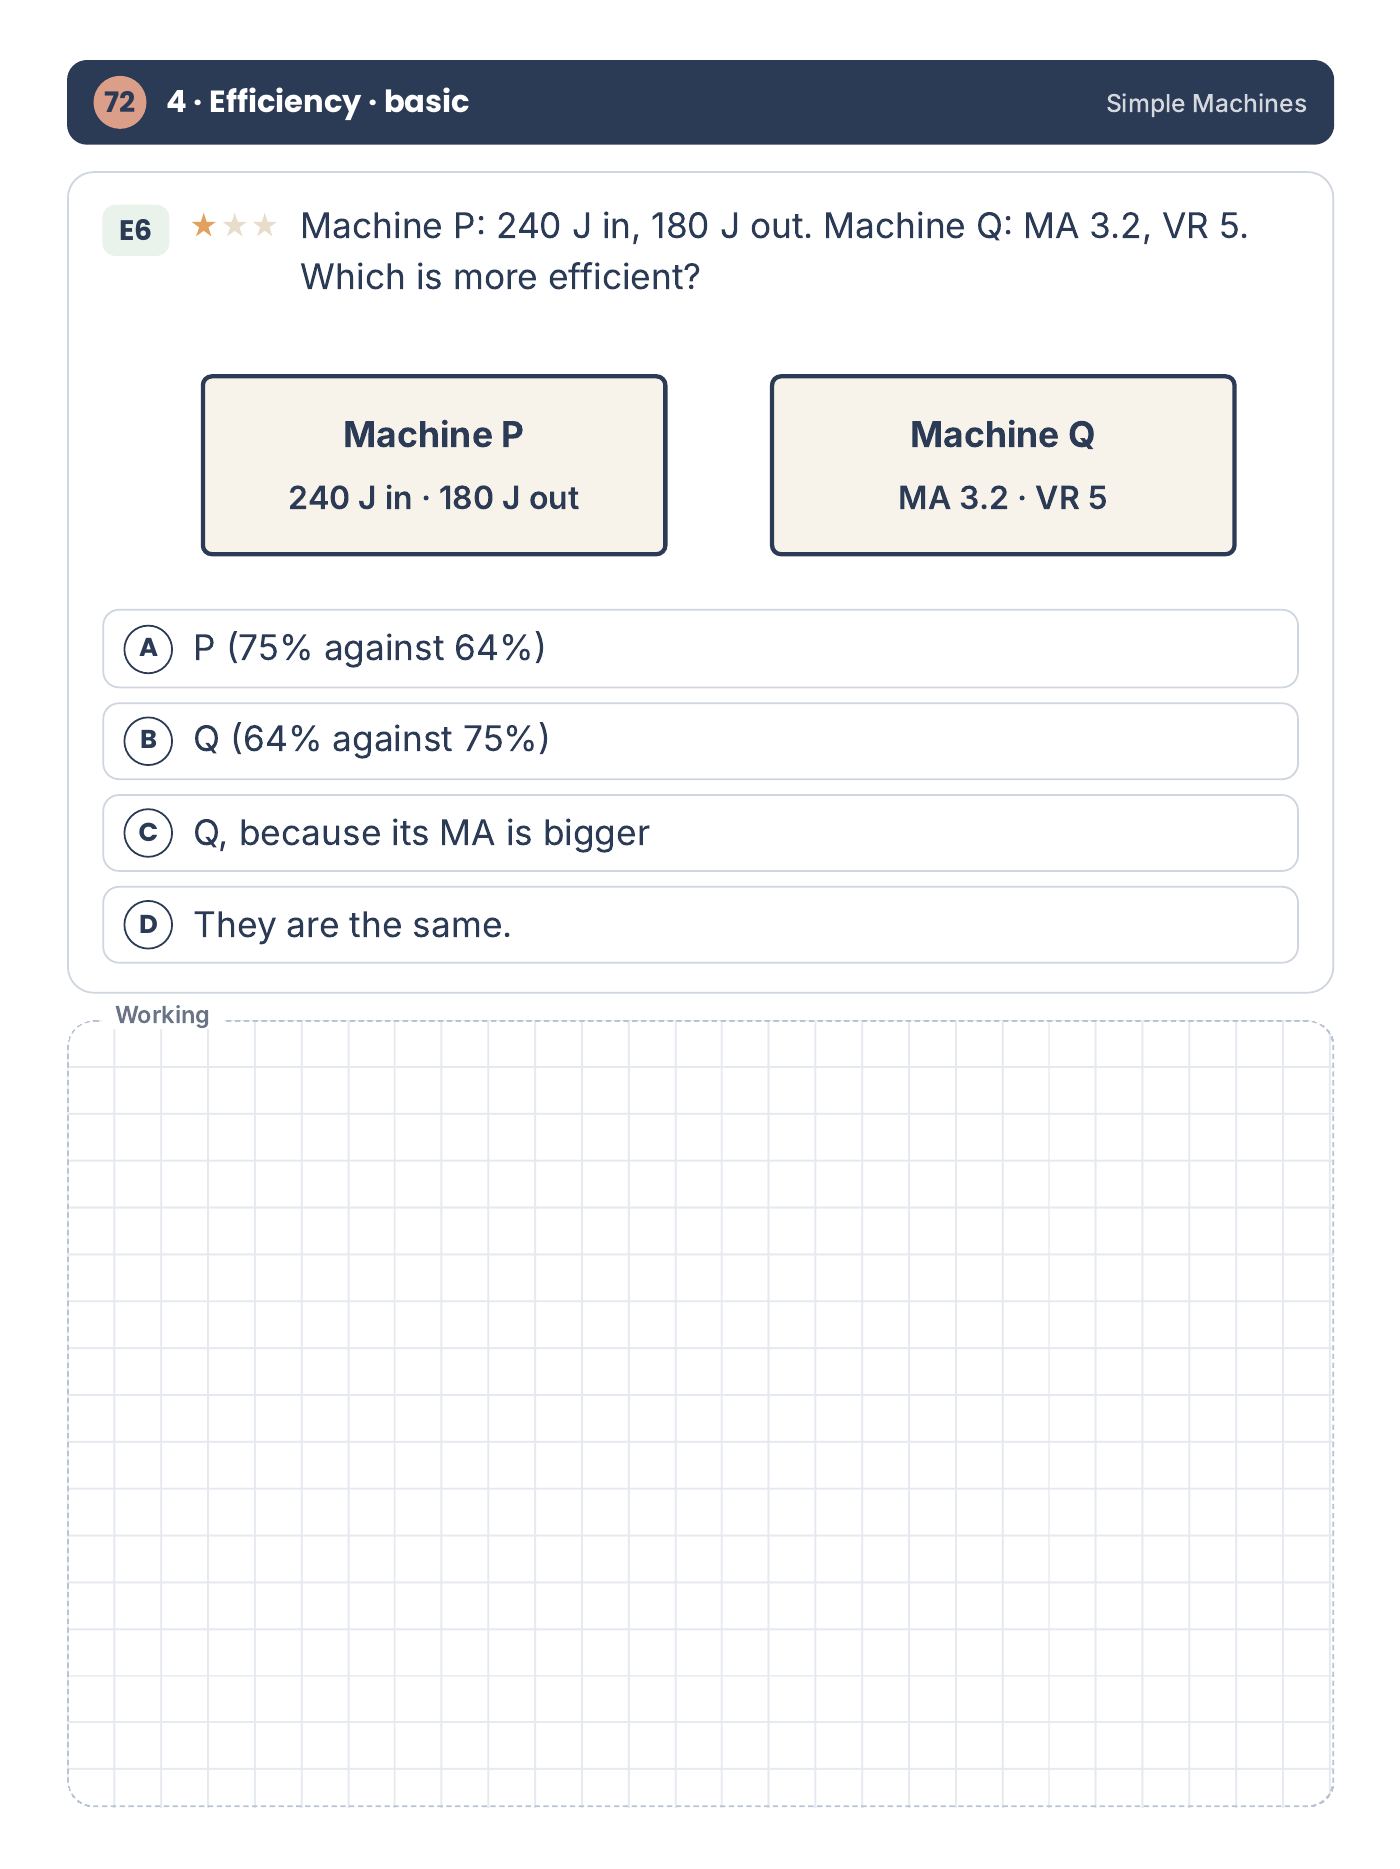 72 4 · Efficiency · basic Simple Machines
E6 ★★★ Machine P: 240 J in, 180 J out. Machine Q: MA 3.2, VR 5.
Which is more efficient?
Machine P Machine Q
240 J in · 180 J out MA 3.2 · VR 5
A P (75% against 64%)
B Q (64% against 75%)
C Q, because its MA is bigger
D They are the same.
Working